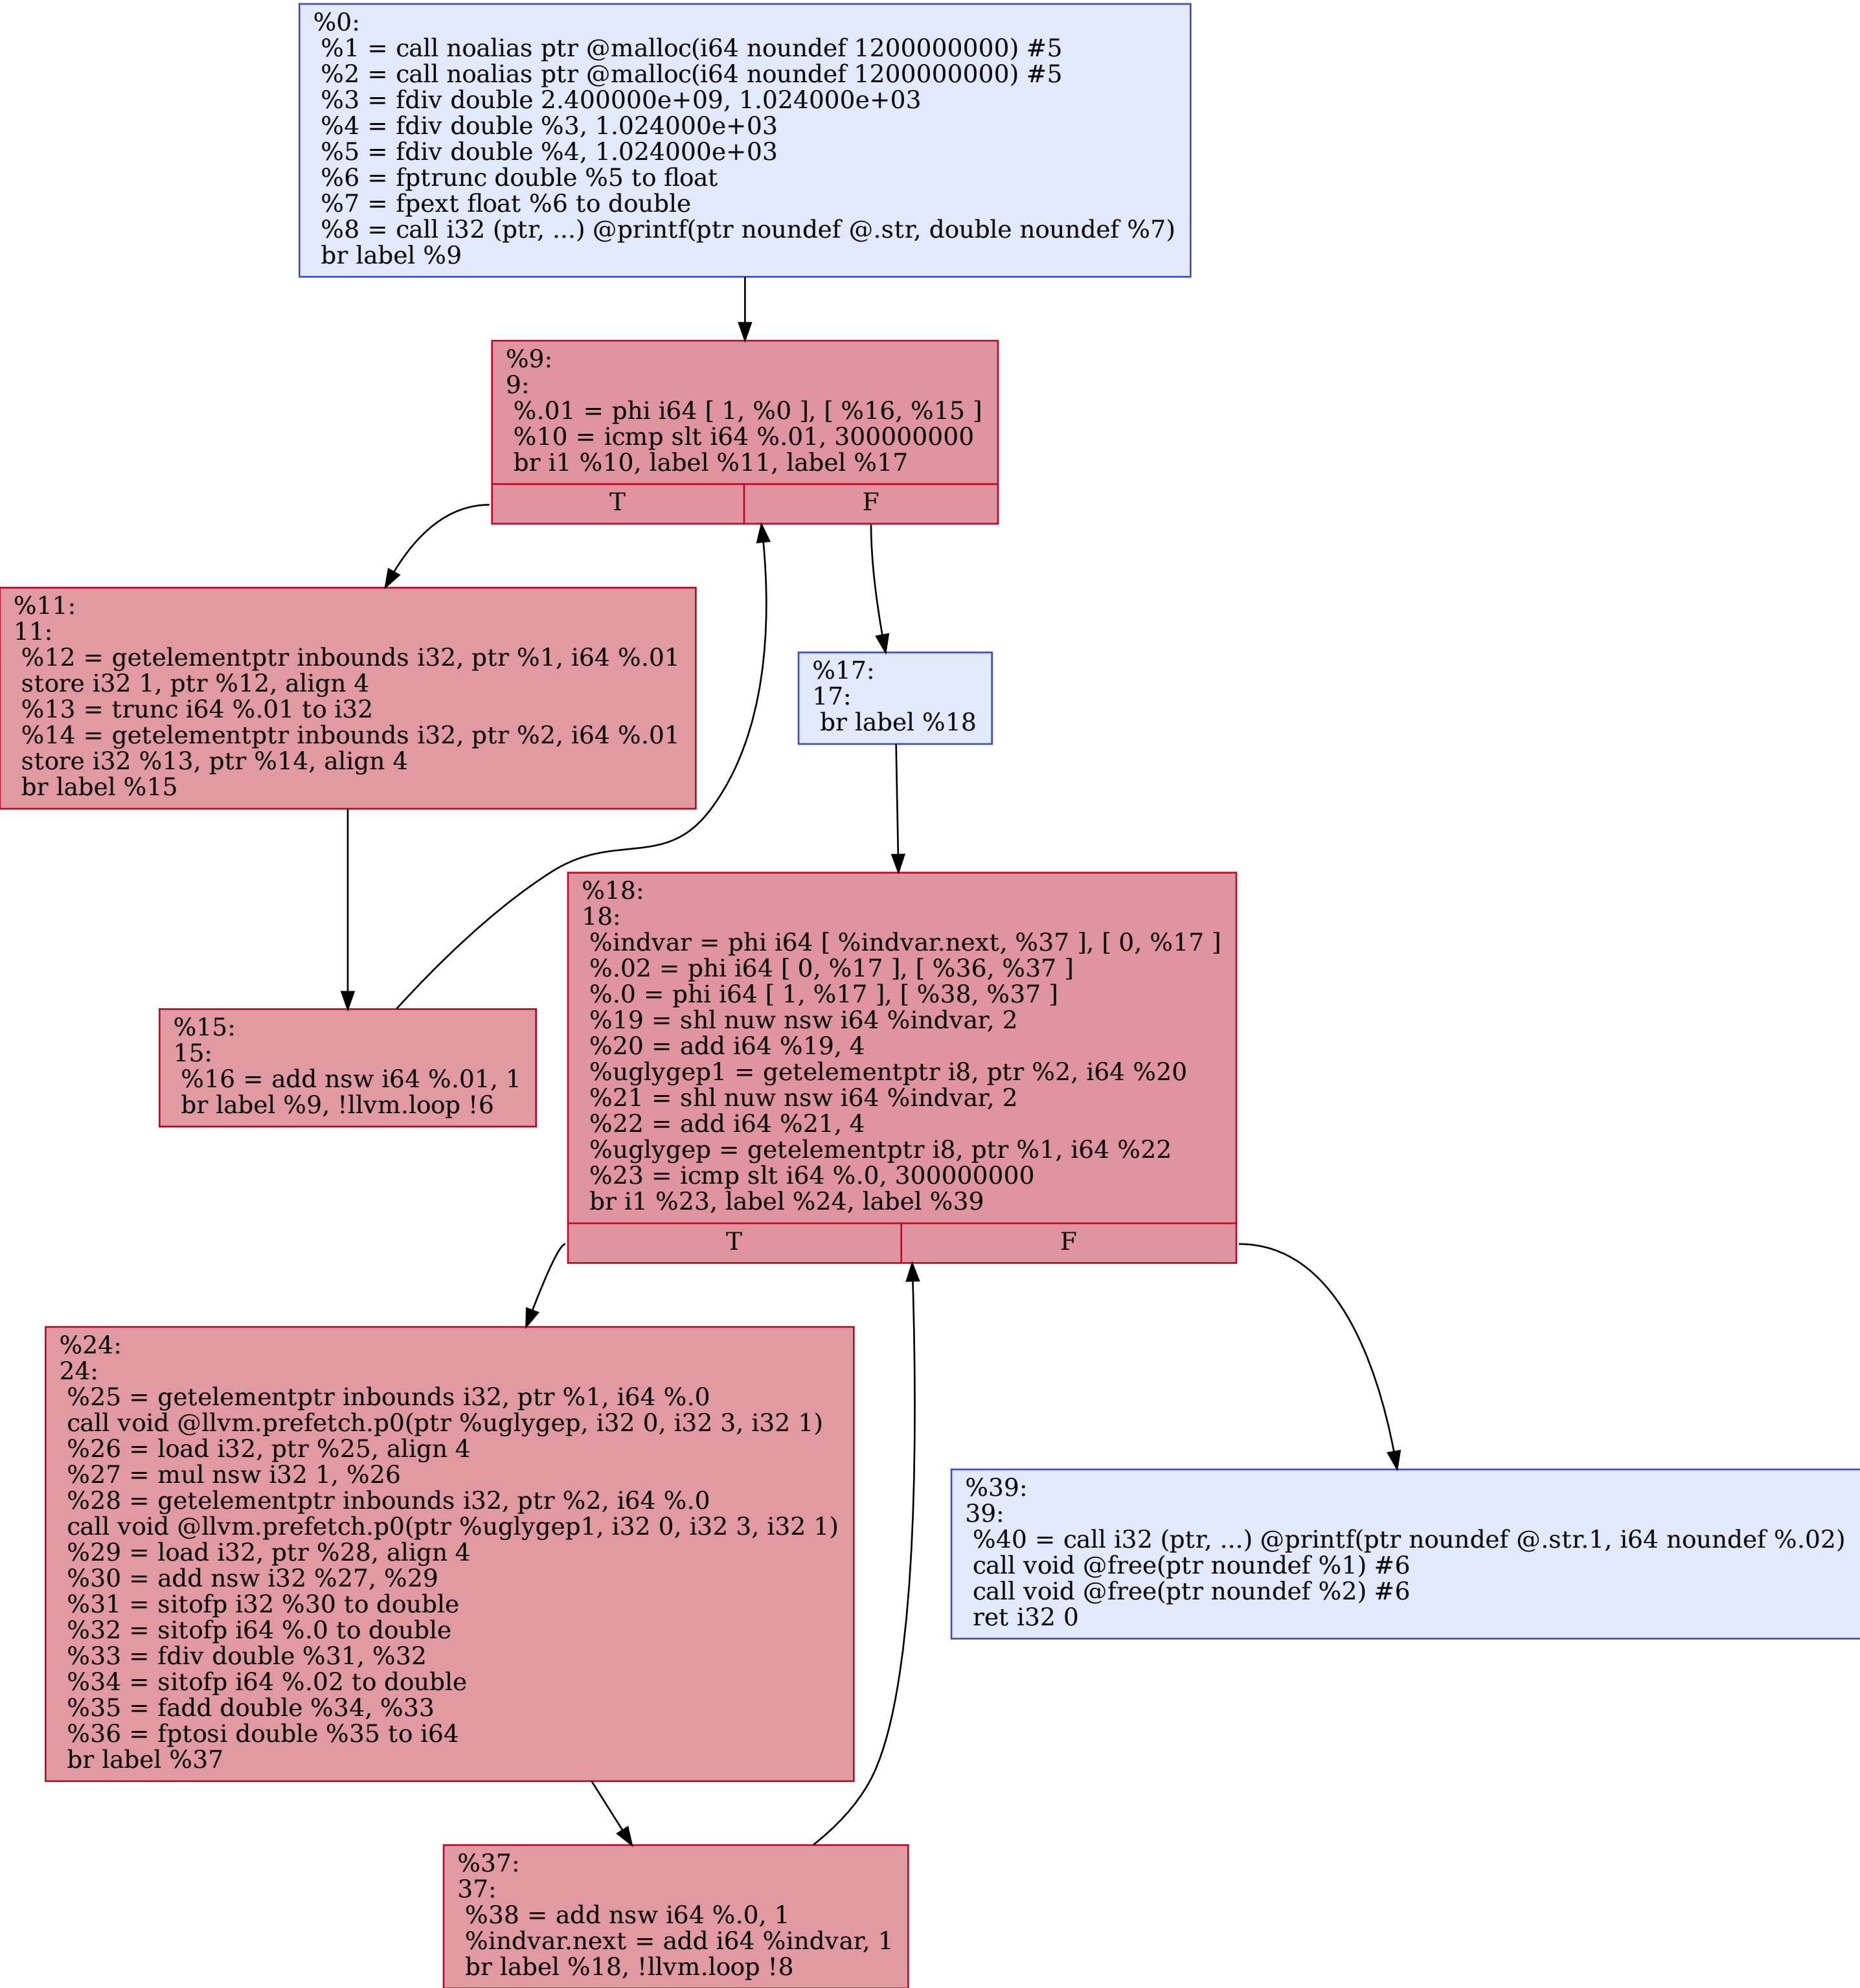 %0:
%1 = call noalias ptr @malloc(i64 noundef 1200000000) #5
%2 = call noalias ptr @malloc(i64 noundef 1200000000) #5
%3 = fdiv double 2.400000e+09, 1.024000e+03
%4 = fdiv double %3, 1.024000e+03
%5 = fdiv double %4, 1.024000e+03
%6 = fptrunc double %5 to float
%7 = fpext float %6 to double
%8 = call i32 (ptr, ...) @printf(ptr noundef @.str, double noundef %7)
br label %9
%9:
9:
%.01 = phi i64 [ 1, %0 ], [ %16, %15 ]
%10 = icmp slt i64 %.01, 300000000
br i1 %10, label %11, label %17
T
F
%11:
11:
%12 = getelementptr inbounds i32, ptr %1, i64 %.01
store i32 1, ptr %12, align 4
%13 = trunc i64 %.01 to i32
%14 = getelementptr inbounds i32, ptr %2, i64 %.01
store i32 %13, ptr %14, align 4
br label %15
%17:
17:
br label %18
%15:
15:
%16 = add nsw i64 %.01, 1
br label %9, !llvm.loop !6
%18:
18:
%indvar = phi i64 [ %indvar.next, %37 ], [ 0, %17 ]
%.02 = phi i64 [ 0, %17 ], [ %36, %37 ]
%.0 = phi i64 [ 1, %17 ], [ %38, %37 ]
%19 = shl nuw nsw i64 %indvar, 2
%20 = add i64 %19, 4
%uglygep1 = getelementptr i8, ptr %2, i64 %20
%21 = shl nuw nsw i64 %indvar, 2
%22 = add i64 %21, 4
%uglygep = getelementptr i8, ptr %1, i64 %22
%23 = icmp slt i64 %.0, 300000000
br i1 %23, label %24, label %39
T
F
%24:
24:
%25 = getelementptr inbounds i32, ptr %1, i64 %.0
call void @llvm.prefetch.p0(ptr %uglygep, i32 0, i32 3, i32 1)
%26 = load i32, ptr %25, align 4
%27 = mul nsw i32 1, %26
%28 = getelementptr inbounds i32, ptr %2, i64 %.0
call void @llvm.prefetch.p0(ptr %uglygep1, i32 0, i32 3, i32 1)
%29 = load i32, ptr %28, align 4
%30 = add nsw i32 %27, %29
%31 = sitofp i32 %30 to double
%32 = sitofp i64 %.0 to double
%33 = fdiv double %31, %32
%34 = sitofp i64 %.02 to double
%35 = fadd double %34, %33
%36 = fptosi double %35 to i64
br label %37
%39:
39:
%40 = call i32 (ptr, ...) @printf(ptr noundef @.str.1, i64 noundef %.02)
call void @free(ptr noundef %1) #6
call void @free(ptr noundef %2) #6
ret i32 0
%37:
37:
%38 = add nsw i64 %.0, 1
%indvar.next = add i64 %indvar, 1
br label %18, !llvm.loop !8